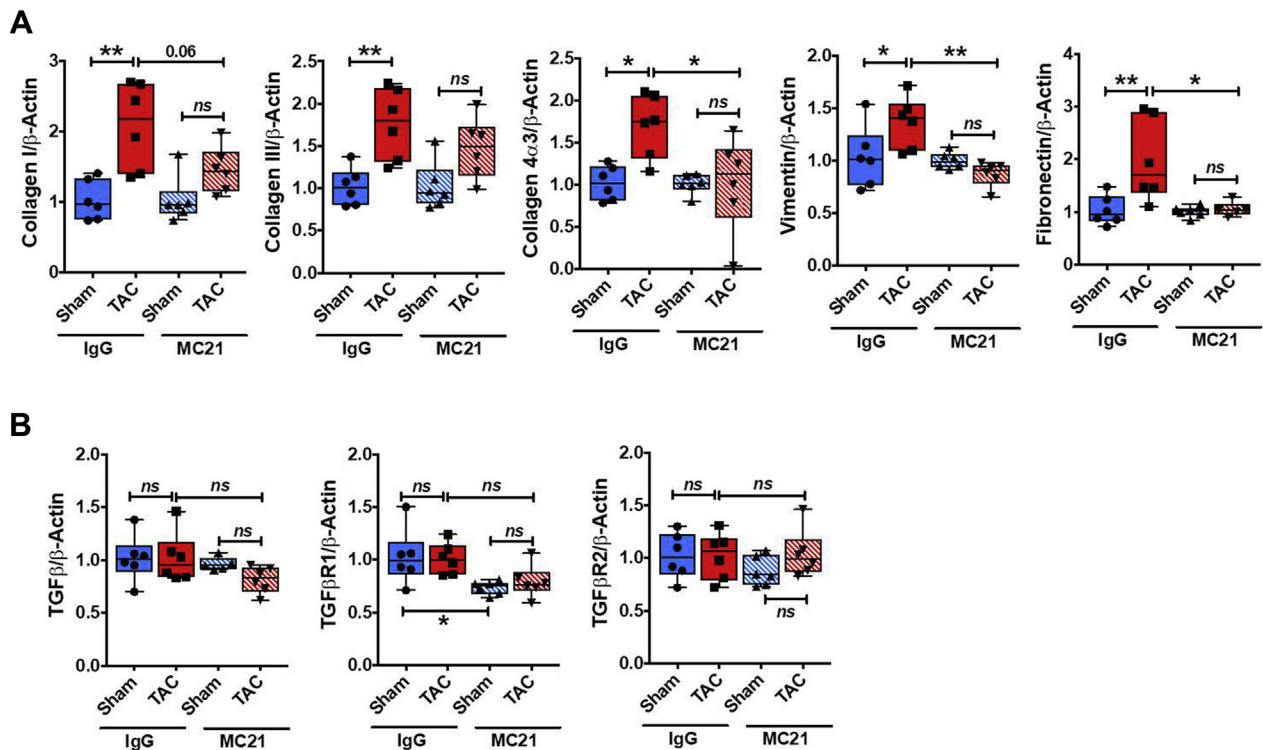 A
Collagen I/β-Actin
3
2
1
0
** 0.06
ns
Sham TAC Sham TAC
IgG MC21
Collagen III/β-Actin
2.5
2.0
1.5
1.0
0.5
0.0
**
ns
Sham TAC Sham TAC
IgG MC21
Collagen 4α3/β-Actin
2.5
2.0
1.5
1.0
0.5
0.0
* *
ns
Sham TAC Sham TAC
IgG MC21
Vimentin/β-Actin
2.0
1.5
1.0
0.5
0.0
* **
ns
Sham TAC Sham TAC
IgG MC21
Fibronectin/β-Actin
4
3
2
1
0
** *
ns
Sham TAC Sham TAC
IgG MC21
B
TGFβ/β-Actin
2.0
1.5
1.0
0.5
0.0
ns ns
ns
Sham TAC Sham TAC
IgG MC21
TGFβR1/β-Actin
2.0
1.5
1.0
0.5
0.0
ns ns
ns
*
Sham TAC Sham TAC
IgG MC21
TGFβR2/β-Actin
2.0
1.5
1.0
0.5
0.0
ns ns
ns
Sham TAC Sham TAC
IgG MC21